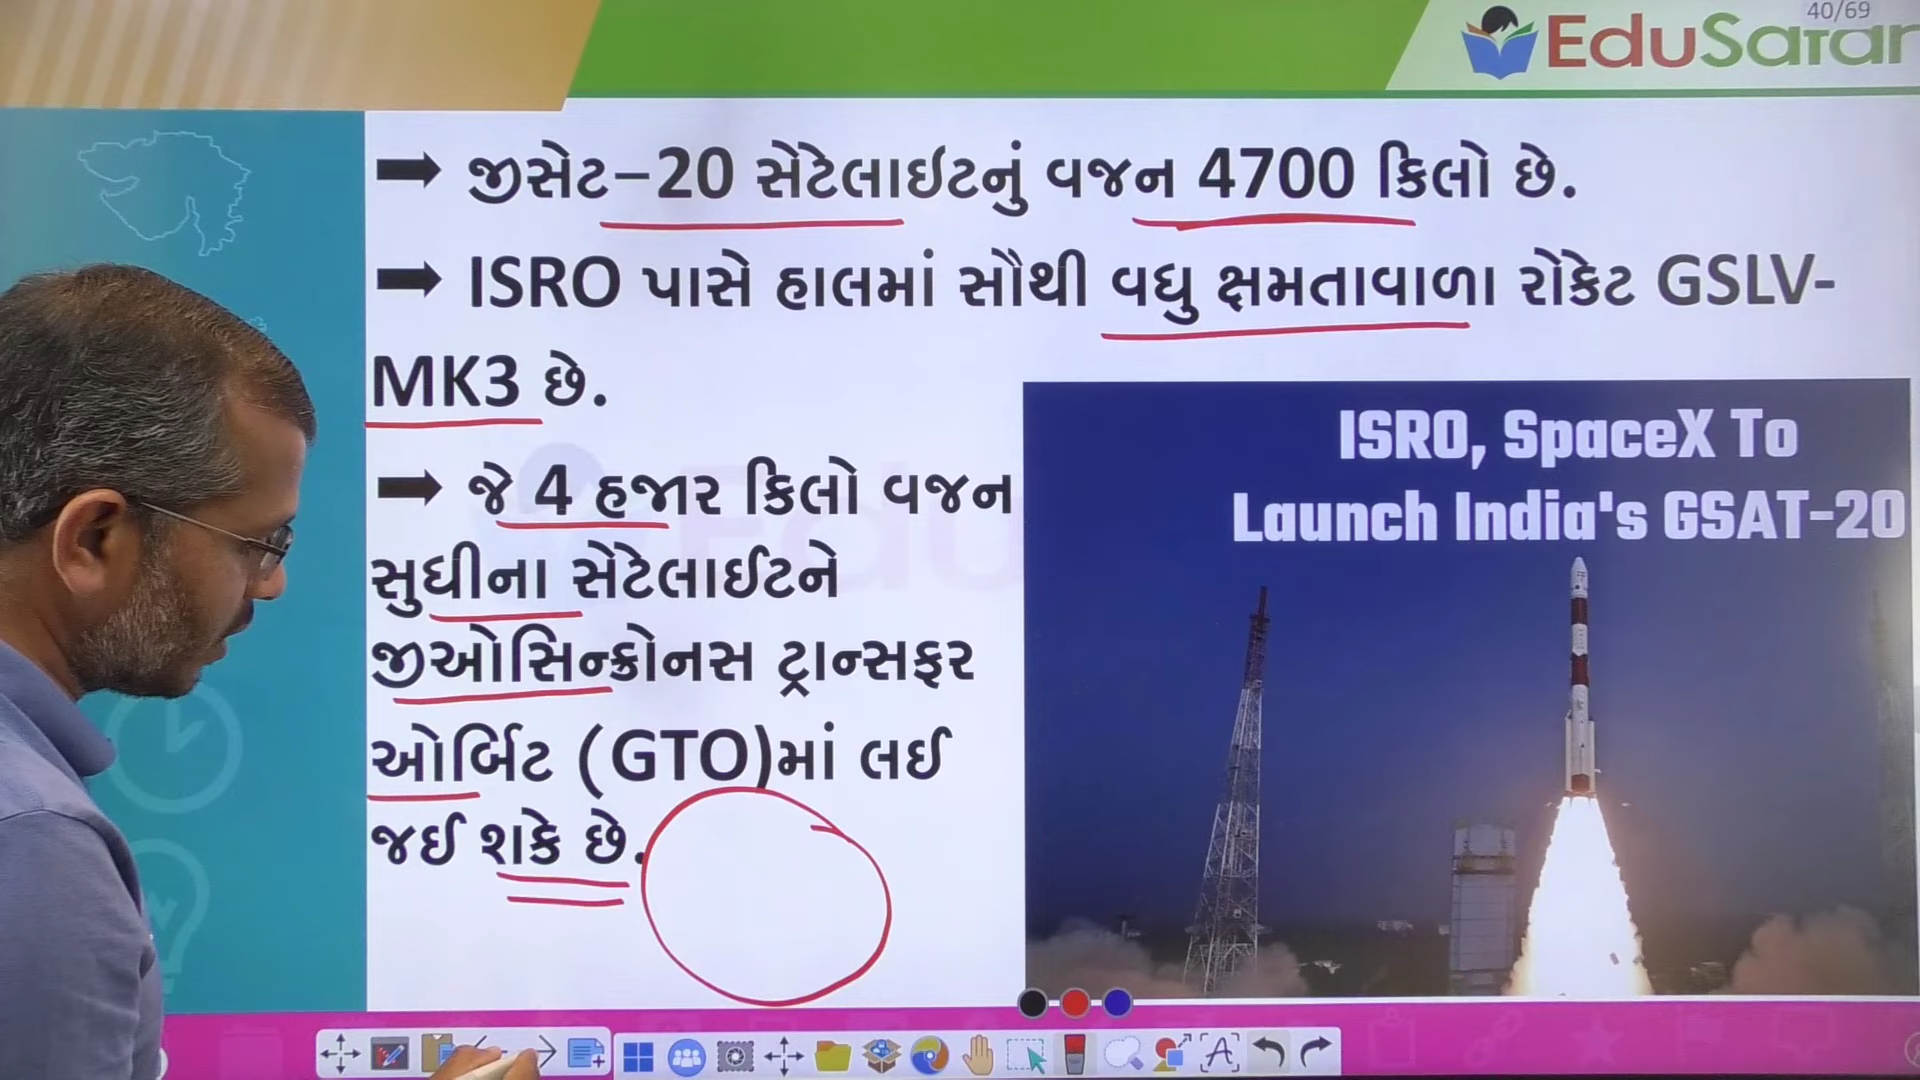 40/69
EduSafar
➡ જીસેટ–20 સેટેલાઇટનું વજન 4700 કિલો છે.
➡ ISRO પાસે હાલમાં સૌથી વધુ ક્ષમતાવાળા રોકેટ GSLV-
MK3 છે.
➡ જે 4 હજાર કિલો વજન
સુધીના સેટેલાઈટને
જીઓસિન્ક્રોનસ ટ્રાન્સફર
ઓર્બિટ (GTO)માં લઈ
જઈ શકે છે.
ISRO, SpaceX To
Launch India's GSAT-20